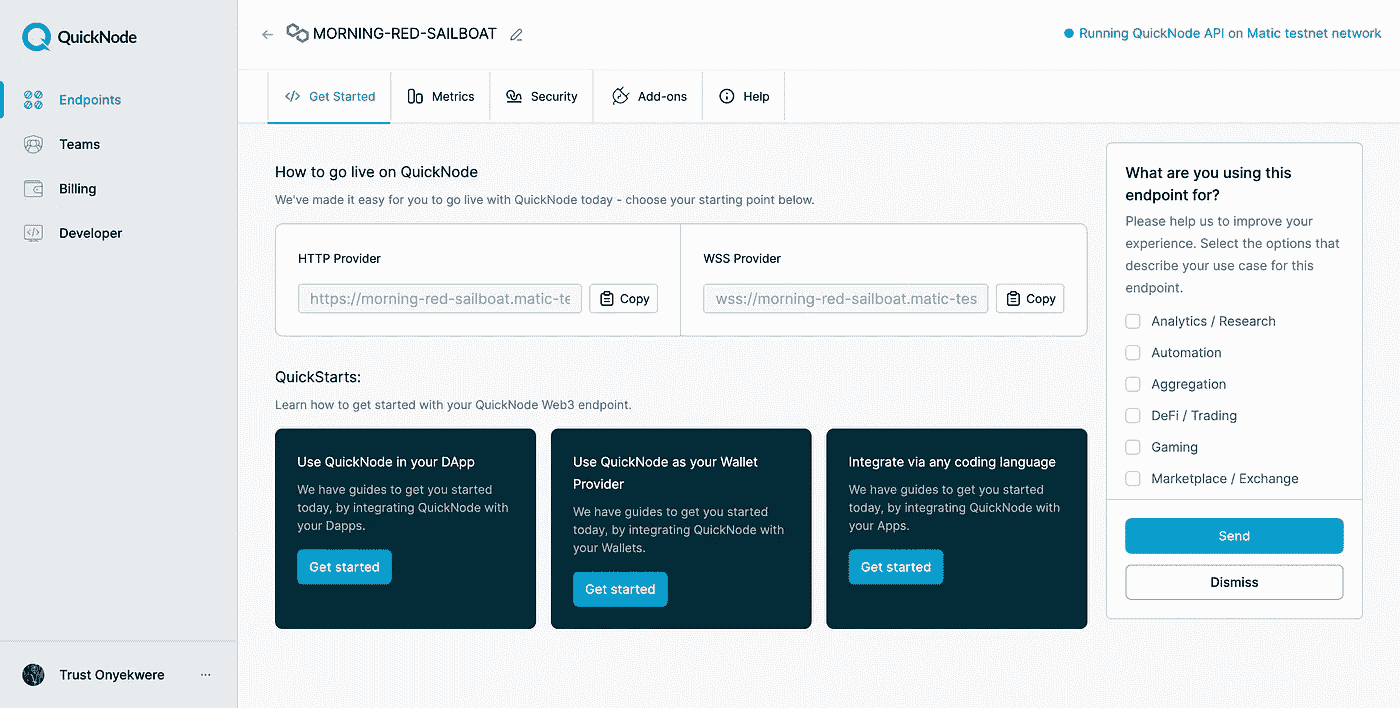 QuickNode
Endpoints
Teams
Billing
Developer
Trust Onyekwere
MORNING-RED-SAILBOAT
Running QuickNode API on Matic testnet network
Get Started
Metrics
Security
Add-ons
Help
How to go live on QuickNode
We've made it easy for you to go live with QuickNode today - choose your starting point below.
HTTP Provider
https://morning-red-sailboat.matic-te
Copy
WSS Provider
wss://morning-red-sailboat.matic-tes
Copy
QuickStarts:
Learn how to get started with your QuickNode Web3 endpoint.
Use QuickNode in your DApp
We have guides to get you started
today, by integrating QuickNode with
your Dapps.
Get started
Use QuickNode as your Wallet
Provider
We have guides to get you started
today, by integrating QuickNode with
your Wallets.
Get started
Integrate via any coding language
We have guides to get you started
today, by integrating QuickNode with
your Apps.
Get started
What are you using this
endpoint for?
Please help us to improve your
experience. Select the options that
describe your use case for this
endpoint.
Analytics / Research
Automation
Aggregation
DeFi / Trading
Gaming
Marketplace / Exchange
Send
Dismiss